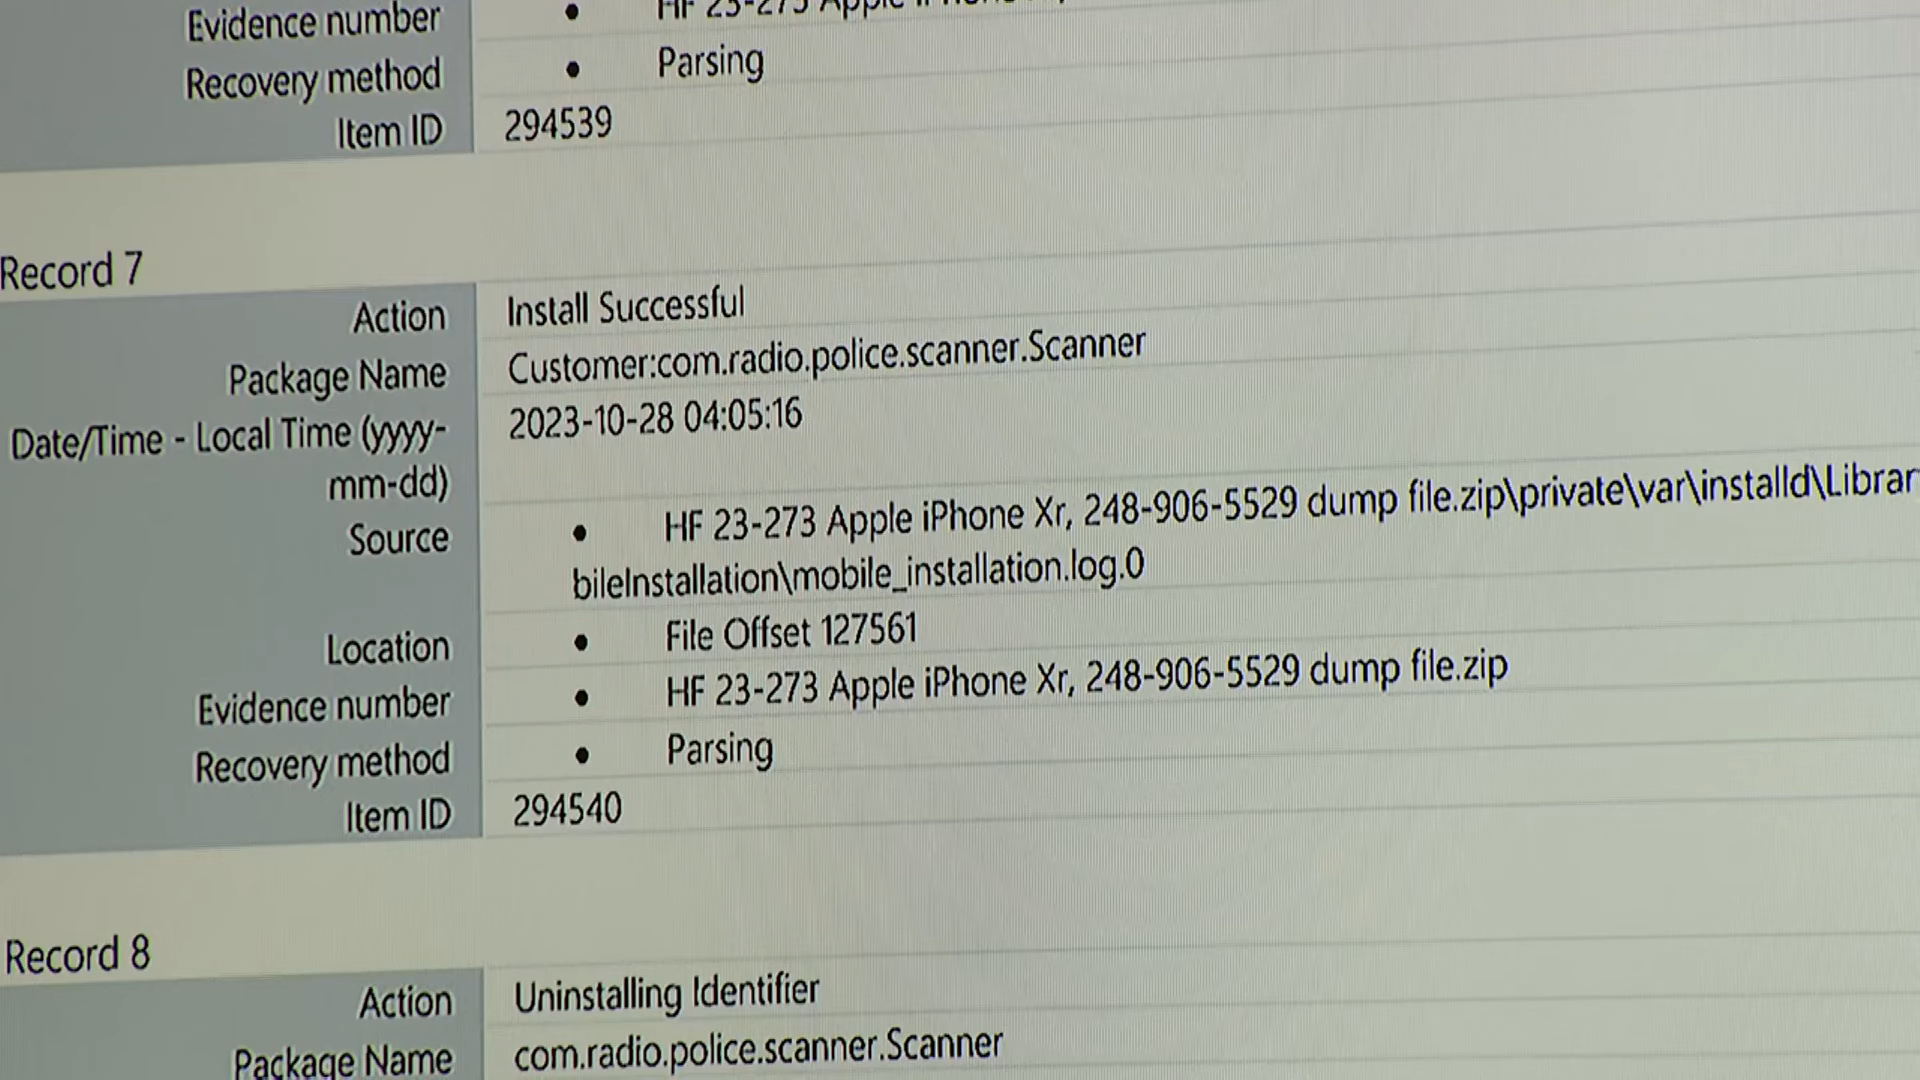 Evidence number • HF 23-273 Apple
Recovery method • Parsing
Item ID 294539
Record 7
Action Install Successful
Package Name Customer:com.radio.police.scanner.Scanner
Date/Time - Local Time (yyyy- 2023-10-28 04:05:16
mm-dd)
Source • HF 23-273 Apple iPhone Xr, 248-906-5529 dump file.zip\private\var\installd\Librar
bileInstallation\mobile_installation.log.0
Location • File Offset 127561
Evidence number • HF 23-273 Apple iPhone Xr, 248-906-5529 dump file.zip
Recovery method • Parsing
Item ID 294540
Record 8
Action Uninstalling Identifier
Package Name com.radio.police.scanner.Scanner